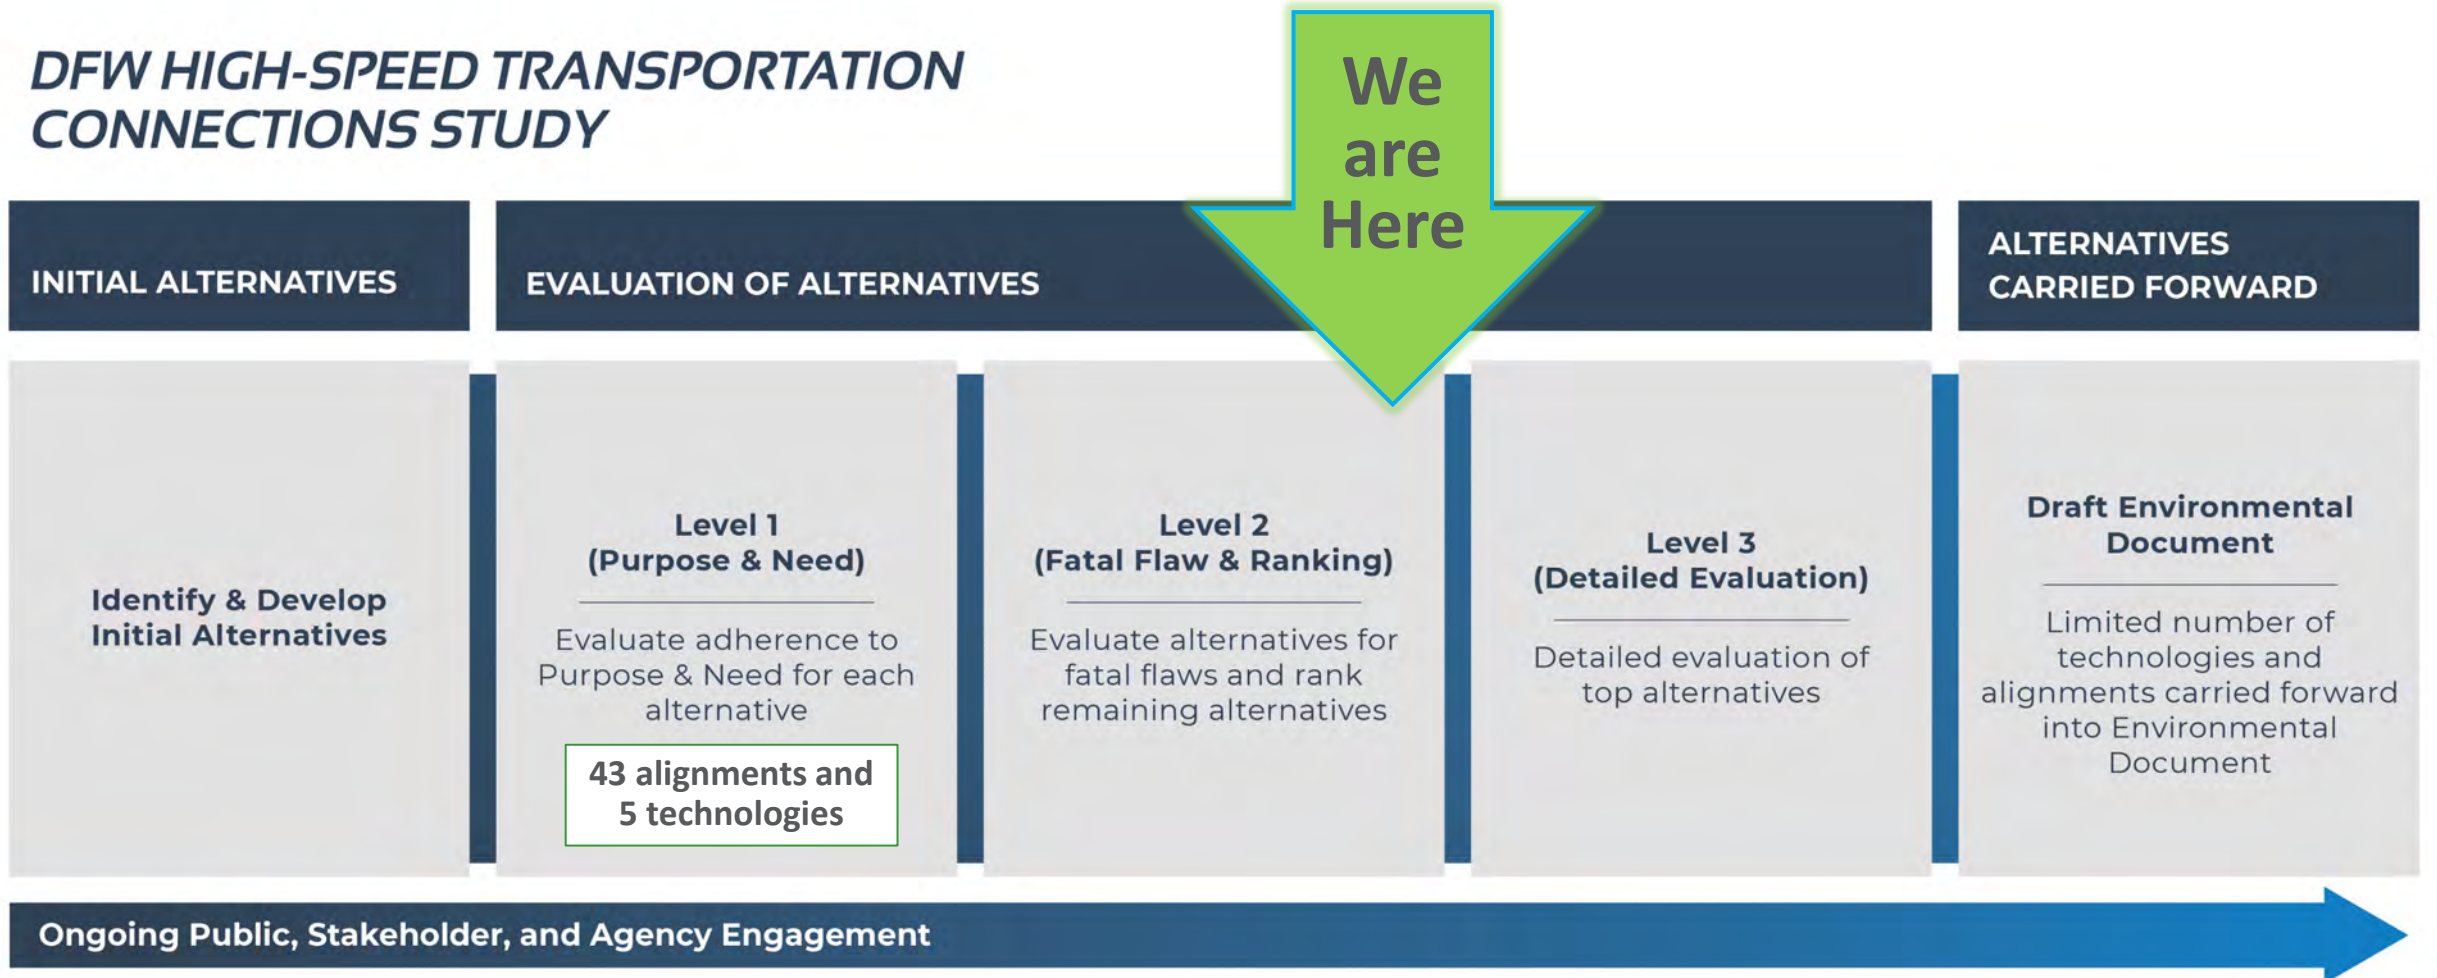 DFW HIGH-SPEED TRANSPORTATION
CONNECTIONS STUDY
We
are
Here
INITIAL ALTERNATIVES
EVALUATION OF ALTERNATIVES
ALTERNATIVES
CARRIED FORWARD
Identify & Develop
Initial Alternatives
Level 1
(Purpose & Need)
Evaluate adherence to
Purpose & Need for each
alternative
43 alignments and
5 technologies
Level 2
(Fatal Flaw & Ranking)
Evaluate alternatives for
fatal flaws and rank
remaining alternatives
Level 3
(Detailed Evaluation)
Detailed evaluation of
top alternatives
Draft Environmental
Document
Limited number of
technologies and
alignments carried forward
into Environmental
Document
Ongoing Public, Stakeholder, and Agency Engagement